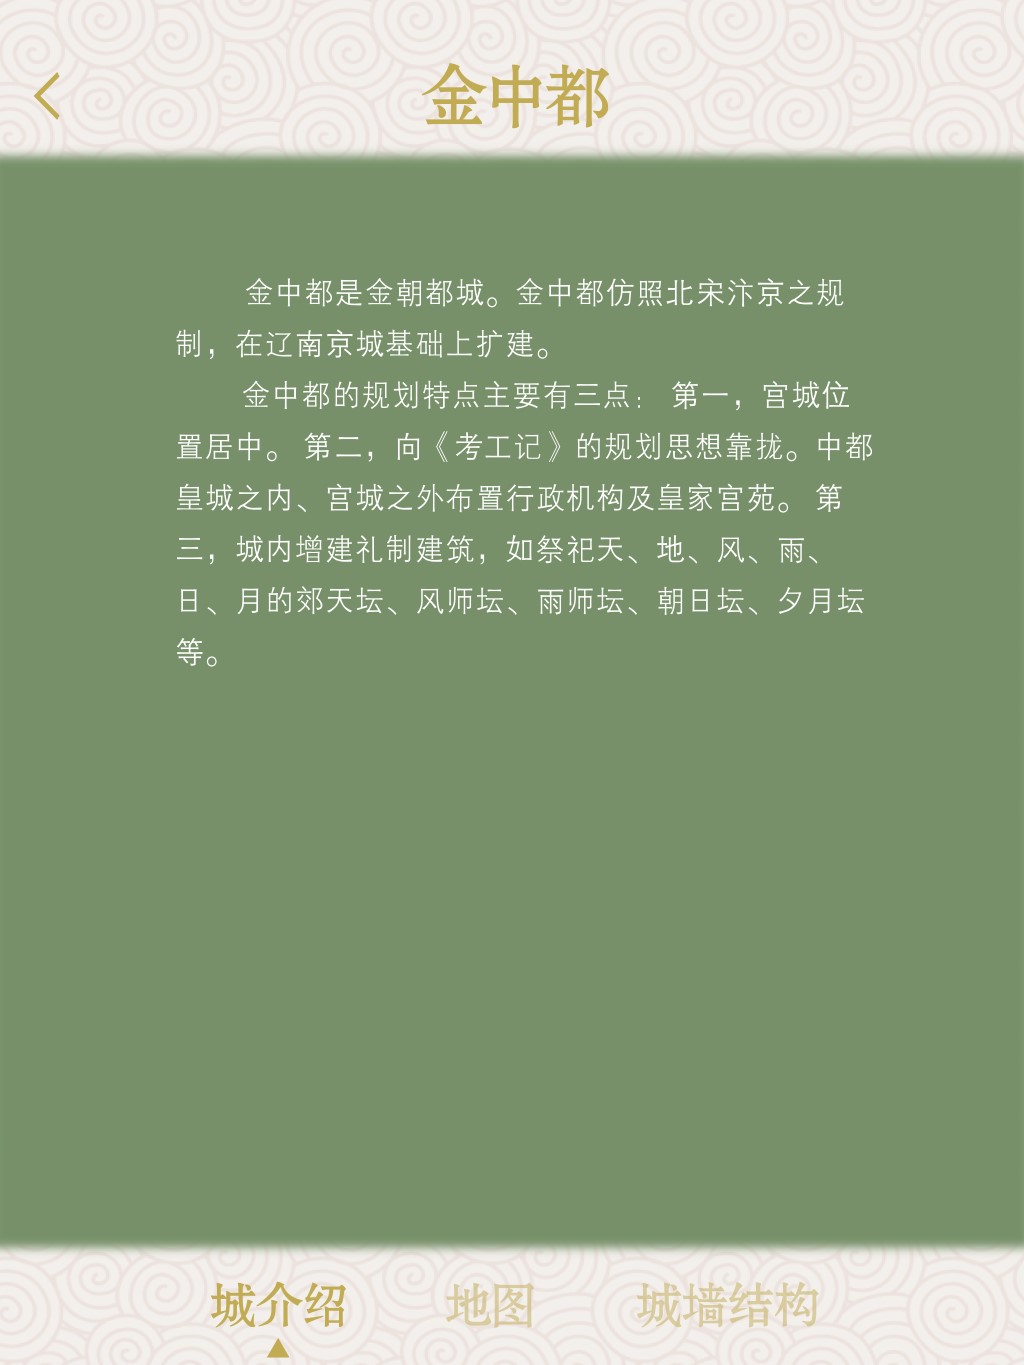 金中都
金中都是金朝都城。金中都仿照北宋汴京之规
制，在辽南京城基础上扩建。
金中都的规划特点主要有三点： 第一，宫城位
置居中。 第二，向《考工记》的规划思想靠拢。中都
皇城之内、宫城之外布置行政机构及皇家宫苑。 第
三，城内增建礼制建筑，如祭祀天、地、风、雨、
日、月的郊天坛、风师坛、雨师坛、朝日坛、夕月坛
等。
城介绍 地图 城墙结构